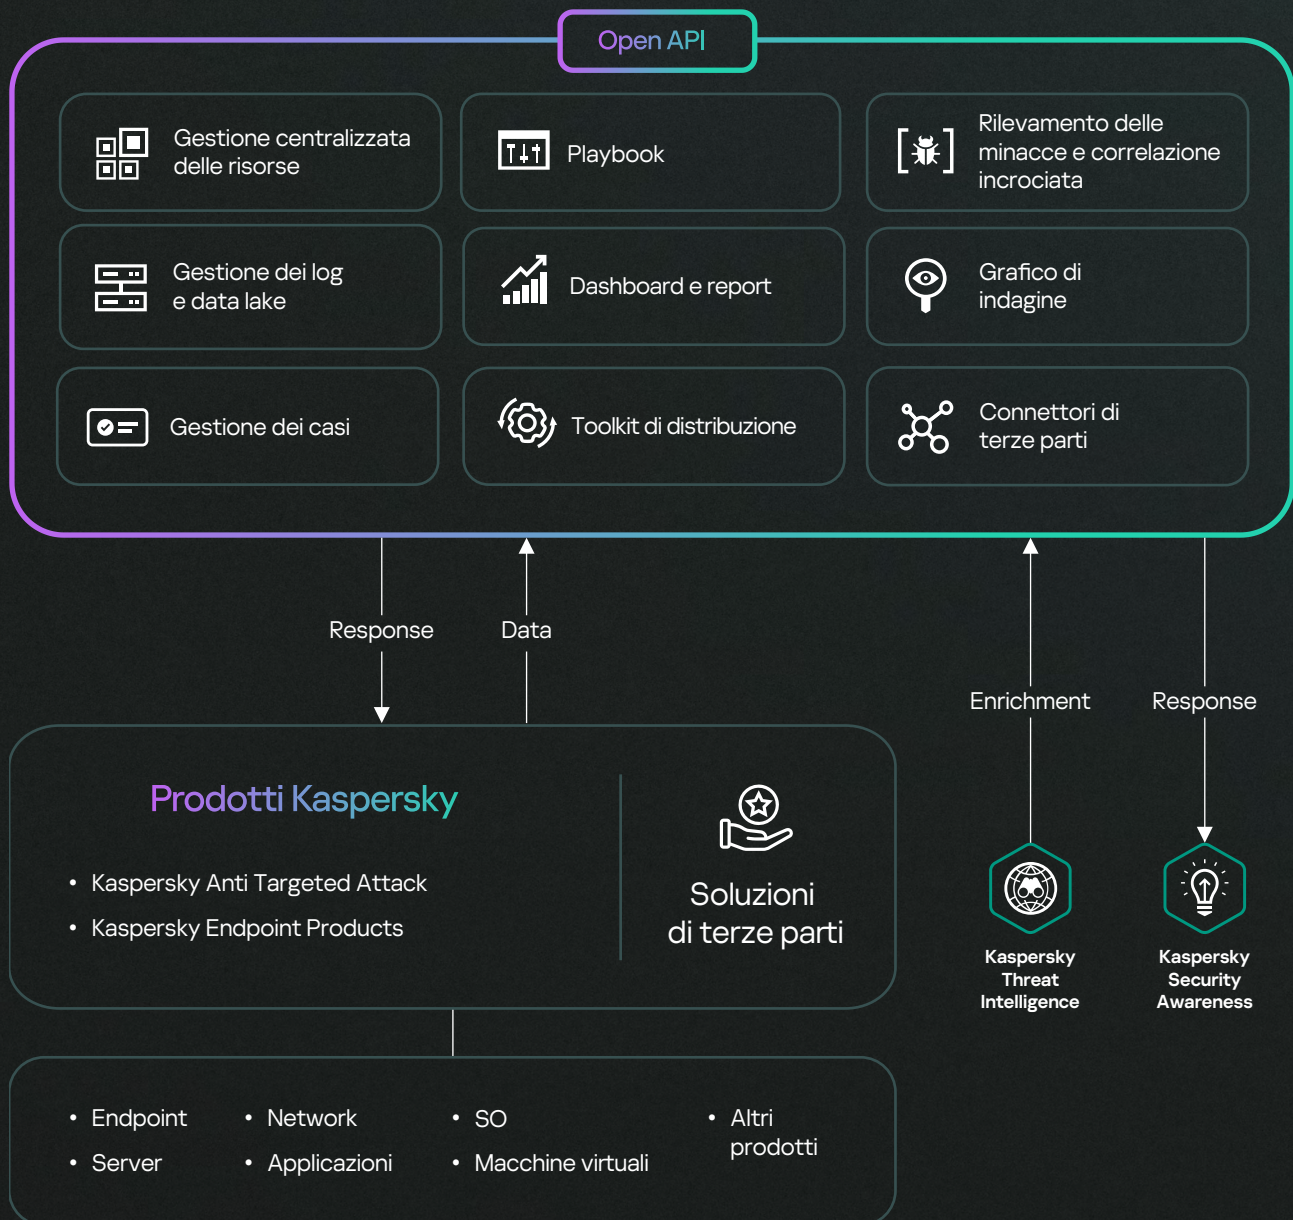 Open API
Gestione centralizzata
delle risorse
Playbook
Rilevamento delle
minacce e correlazione
incrociata
Gestione dei log
e data lake
Dashboard e report
Grafico di
indagine
Gestione dei casi
Toolkit di distribuzione
Connettori di
terze parti
Response
Data
Enrichment
Response
Prodotti Kaspersky
• Kaspersky Anti Targeted Attack
• Kaspersky Endpoint Products
Soluzioni
di terze parti
Kaspersky
Threat
Intelligence
Kaspersky
Security
Awareness
• Endpoint
• Server
• Network
• Applicazioni
• SO
• Macchine virtuali
• Altri
prodotti